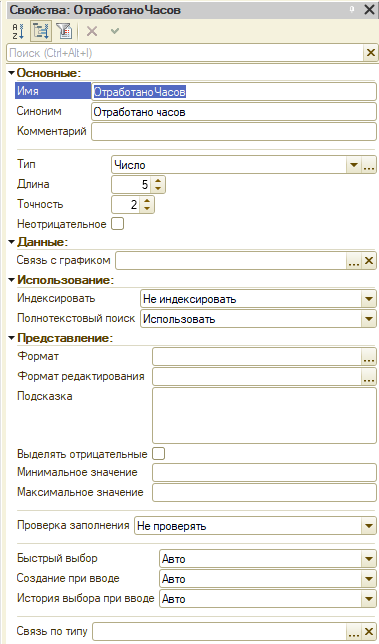 Свойства: ОтработаноЧасов
Поиск (Ctrl+Alt+I)
Основные:
Имя ОтработаноЧасов
Синоним Отработано часов
Комментарий
Тип Число
Длина 5
Точность 2
Неотрицательное
Данные:
Связь с графиком
Использование:
Индексировать Не индексировать
Полнотекстовый поиск Использовать
Представление:
Формат
Формат редактирования
Подсказка
Выделять отрицательные
Минимальное значение
Максимальное значение
Проверка заполнения Не проверять
Быстрый выбор Авто
Создание при вводе Авто
История выбора при вводе Авто
Связь по типу